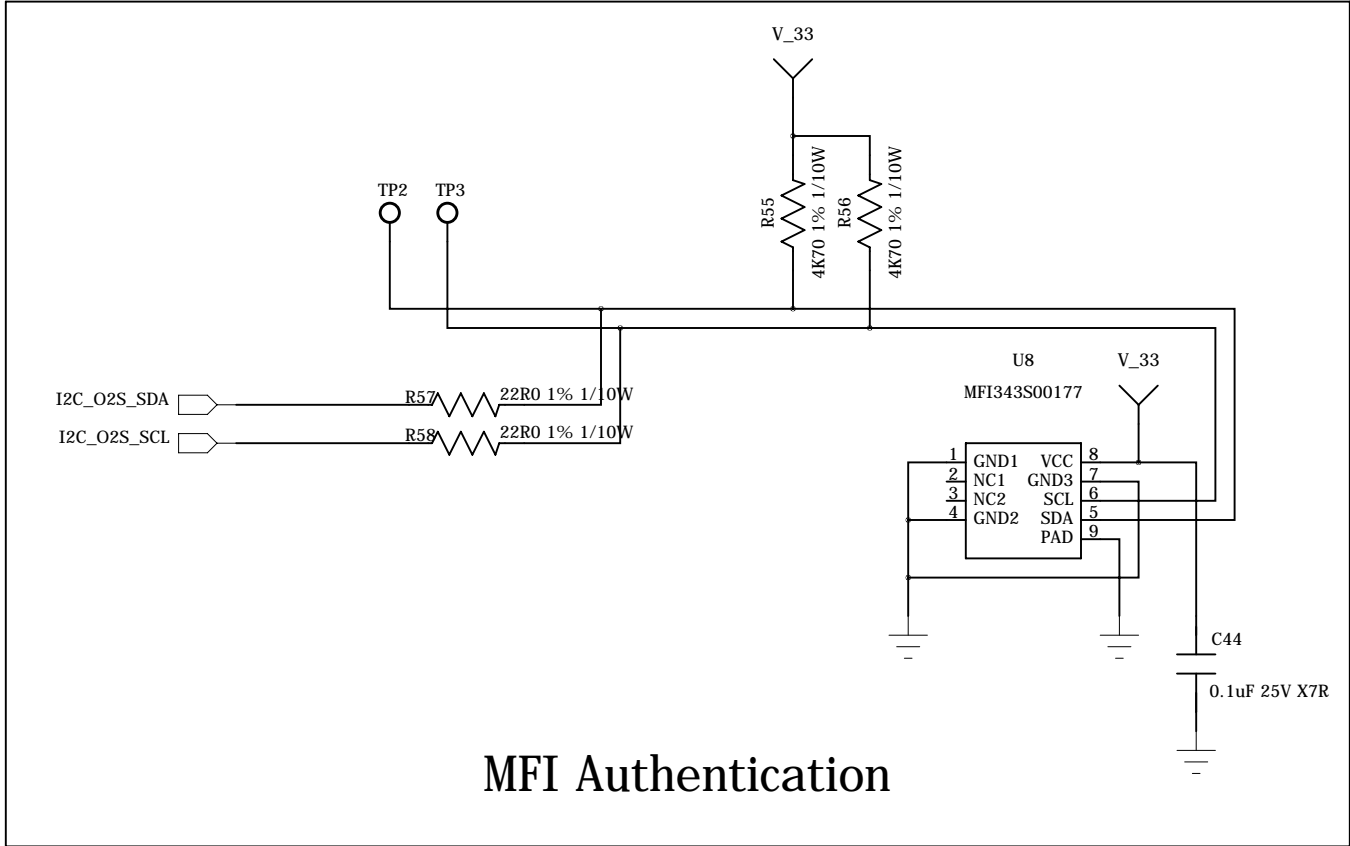 V_33
TP2 TP3
R55
4K70 1% 1/10W
R56
4K70 1% 1/10W
I2C_O2S_SDA
R57
22R0 1% 1/10W
I2C_O2S_SCL
R58
22R0 1% 1/10W
U8
MFI343S00177
V_33
1 GND1 VCC 8
2 NC1 GND3 7
3 NC2 SCL 6
4 GND2 SDA 5
PAD 9
C44
0.1uF 25V X7R
MFI Authentication